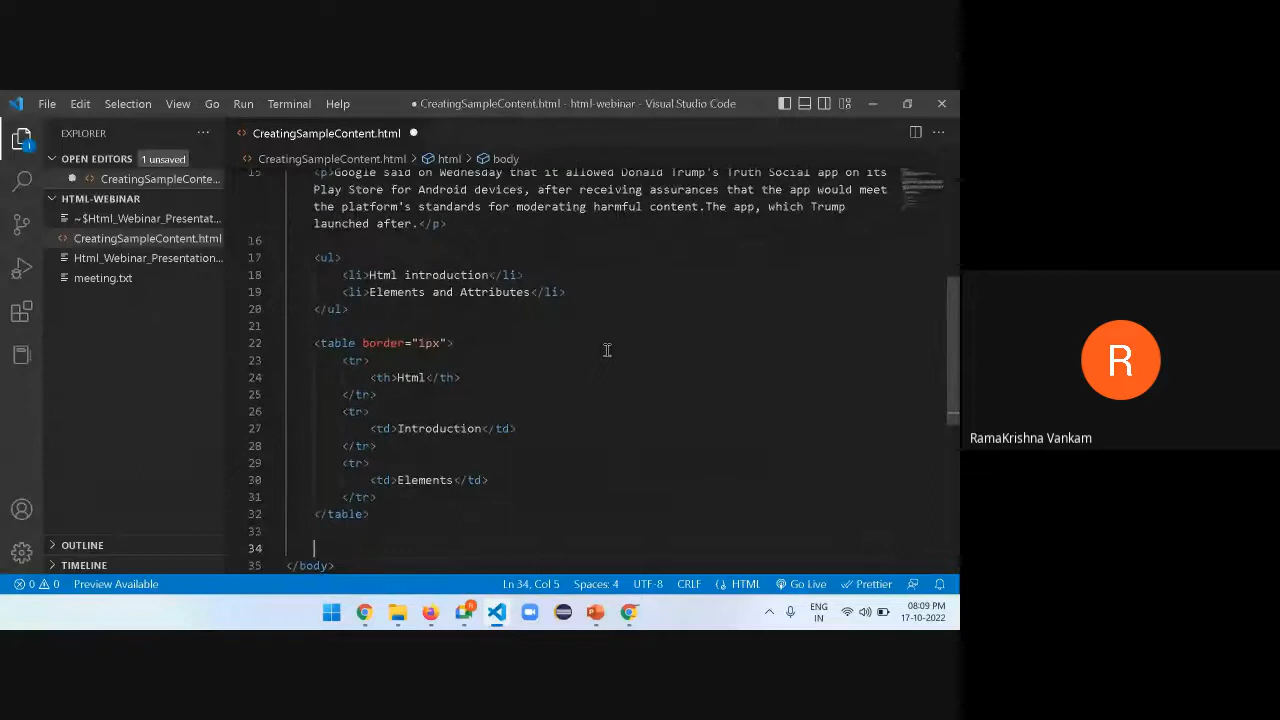 File Edit Selection View Go Run Terminal Help
● CreatingSampleContent.html - html-webinar - Visual Studio Code
EXPLORER
CreatingSampleContent.html
OPEN EDITORS 1 unsaved
CreatingSampleContent.html > html > body
CreatingSampleConte...
HTML-WEBINAR
~$Html_Webinar_Presentat...
CreatingSampleContent.html
Html_Webinar_Presentation...
meeting.txt
OUTLINE
TIMELINE
15 <p>Google said on Wednesday that it allowed Donald Trump's Truth Social app on its
Play Store for Android devices, after receiving assurances that the app would meet
the platform's standards for moderating harmful content.The app, which Trump
launched after.</p>
16
17 <ul>
18 <li>Html introduction</li>
19 <li>Elements and Attributes</li>
20 </ul>
21
22 <table border="1px">
23 <tr>
24 <th>Html</th>
25 </tr>
26 <tr>
27 <td>Introduction</td>
28 </tr>
29 <tr>
30 <td>Elements</td>
31 </tr>
32 </table>
33
34
35 </body>
0 0 Preview Available Ln 34, Col 5 Spaces: 4 UTF-8 CRLF HTML Go Live Prettier
ENG
IN
08:09 PM
17-10-2022
R
RamaKrishna Vankam